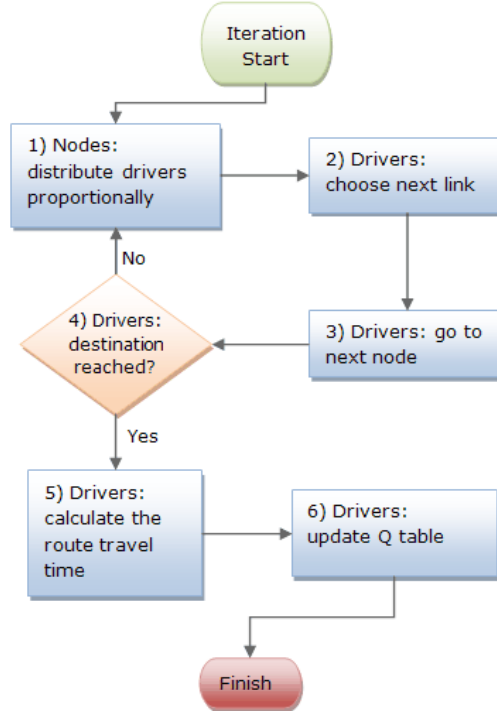 Iteration
Start
1) Nodes:
distribute drivers
proportionally
2) Drivers:
choose next link
3) Drivers: go to
next node
4) Drivers:
destination
reached?
No
Yes
5) Drivers:
calculate the
route travel
time
6) Drivers:
update Q table
Finish